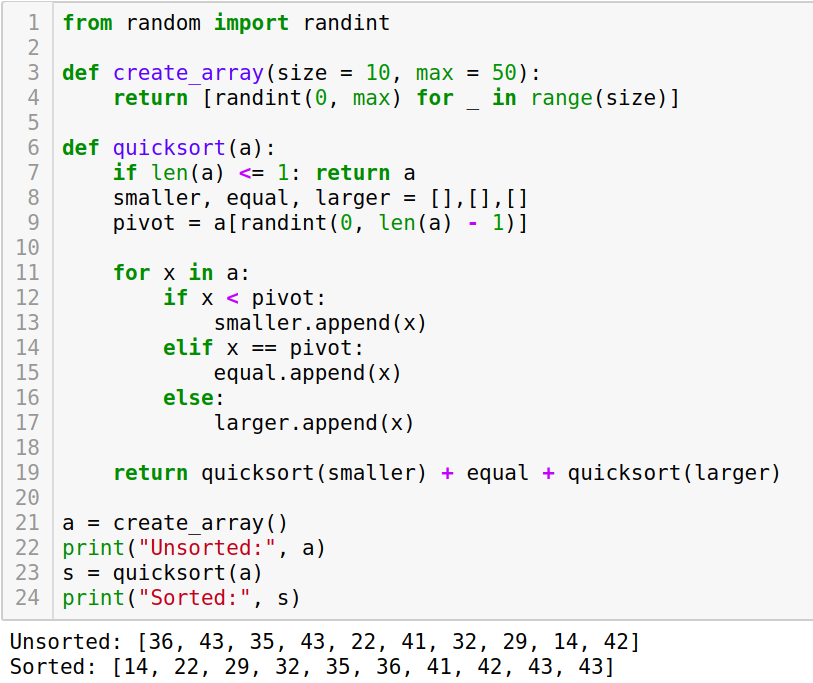 1 from random import randint
2
3 def create_array(size = 10, max = 50):
4     return [randint(0, max) for _ in range(size)]
5
6 def quicksort(a):
7     if len(a) <= 1: return a
8     smaller, equal, larger = [],[],[]
9     pivot = a[randint(0, len(a) - 1)]
10
11     for x in a:
12         if x < pivot:
13             smaller.append(x)
14         elif x == pivot:
15             equal.append(x)
16         else:
17             larger.append(x)
18
19     return quicksort(smaller) + equal + quicksort(larger)
20
21 a = create_array()
22 print("Unsorted:", a)
23 s = quicksort(a)
24 print("Sorted:", s)
Unsorted: [36, 43, 35, 43, 22, 41, 32, 29, 14, 42]
Sorted: [14, 22, 29, 32, 35, 36, 41, 42, 43, 43]